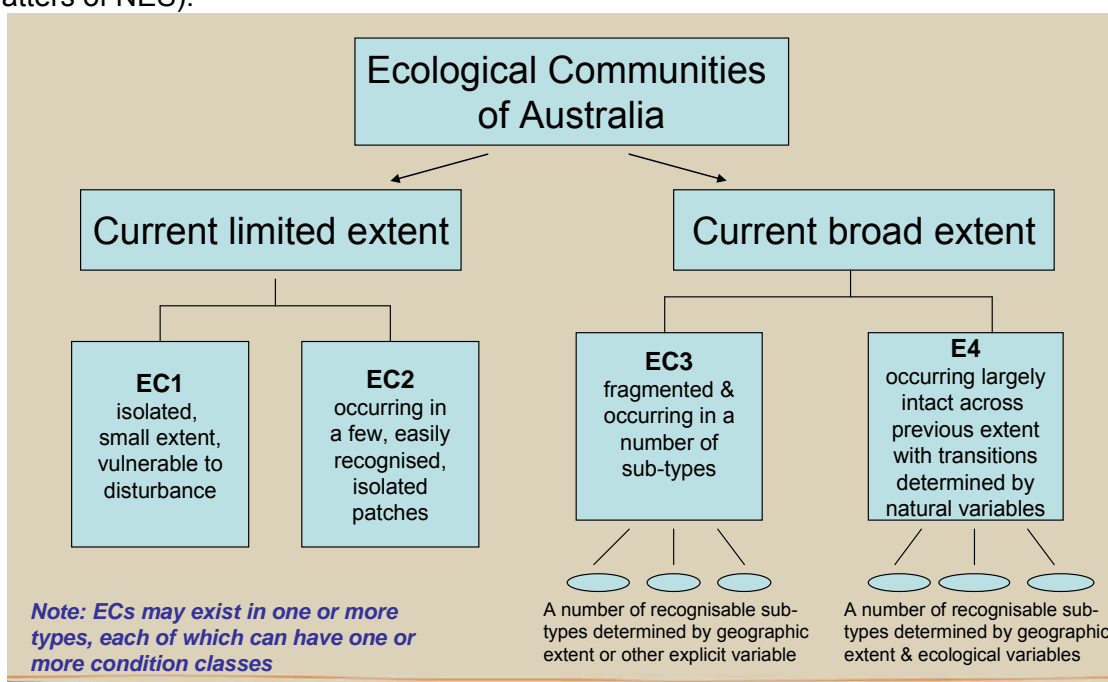 atters of NES).
Ecological Communities
of Australia
Current limited extent
Current broad extent
EC1
isolated,
small extent,
vulnerable to
disturbance
EC2
occurring in
a few, easily
recognised,
isolated
patches
EC3
fragmented &
occurring in a
number of
sub-types
E4
occurring largely
intact across
previous extent
with transitions
determined by
natural variables
Note: ECs may exist in one or more
types, each of which can have one or
more condition classes
A number of recognisable sub-
types determined by geographic
extent or other explicit variable
A number of recognisable sub-
types determined by geographic
extent & ecological variables